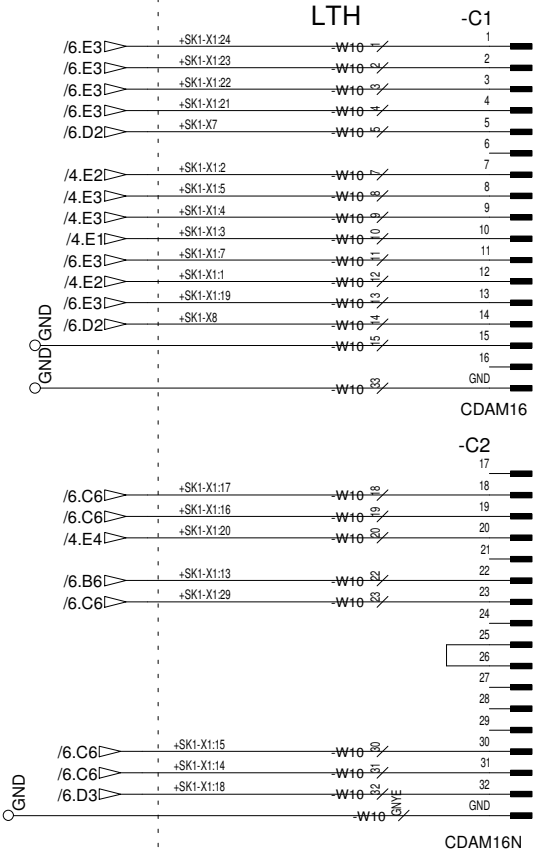 LTH -C1
/6.E3 +SK1-X1:24 -W10 1 1
/6.E3 +SK1-X1:23 -W10 2 2
/6.E3 +SK1-X1:22 -W10 3 3
/6.E3 +SK1-X1:21 -W10 4 4
/6.D2 +SK1-X7 -W10 5 5
6
/4.E2 +SK1-X1:2 -W10 7 7
/4.E3 +SK1-X1:5 -W10 8 8
/4.E3 +SK1-X1:4 -W10 9 9
/4.E1 +SK1-X1:3 -W10 10 10
/6.E3 +SK1-X1:7 -W10 11 11
/4.E2 +SK1-X1:1 -W10 12 12
/6.E3 +SK1-X1:19 -W10 13 13
/6.D2 +SK1-X8 -W10 14 14
GND -W10 15 15
16
GND -W10 33 GND
CDAM16
-C2
17
/6.C6 +SK1-X1:17 -W10 18 18
/6.C6 +SK1-X1:16 -W10 19 19
/4.E4 +SK1-X1:20 -W10 20 20
21
/6.B6 +SK1-X1:13 -W10 22 22
/6.C6 +SK1-X1:29 -W10 23 23
24
25
26
27
28
29
/6.C6 +SK1-X1:15 -W10 30 30
/6.C6 +SK1-X1:14 -W10 31 31
/6.D3 +SK1-X1:18 -W10 32 32
GND -W10 GNYE GND
CDAM16N